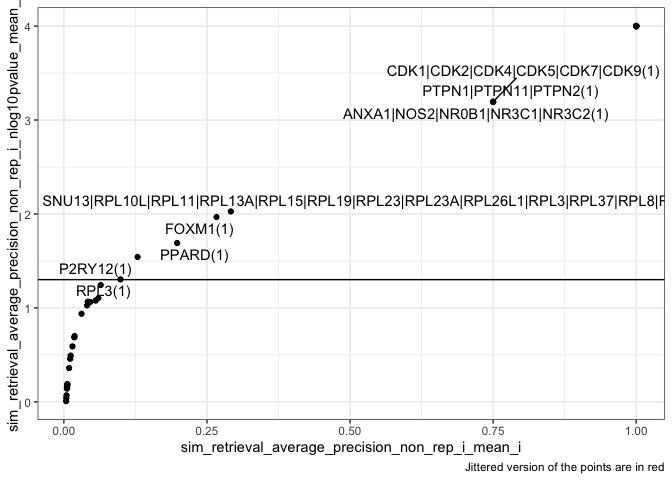 4
3
2
1
0
sim_retrieval_average_precision_non_rep_i_nlog10pvalue_mean_
CDK1|CDK2|CDK4|CDK5|CDK7|CDK9(1)
PTPN1|PTPN11|PTPN2(1)
ANXA1|NOS2|NR0B1|NR3C1|NR3C2(1)
SNU13|RPL10L|RPL11|RPL13A|RPL15|RPL19|RPL23|RPL23A|RPL26L1|RPL3|RPL37|RPL8|
FOXM1(1)
PPARD(1)
P2RY12(1)
RPL3(1)
0.00 0.25 0.50 0.75 1.00
sim_retrieval_average_precision_non_rep_i_mean_i
Jittered version of the points are in red